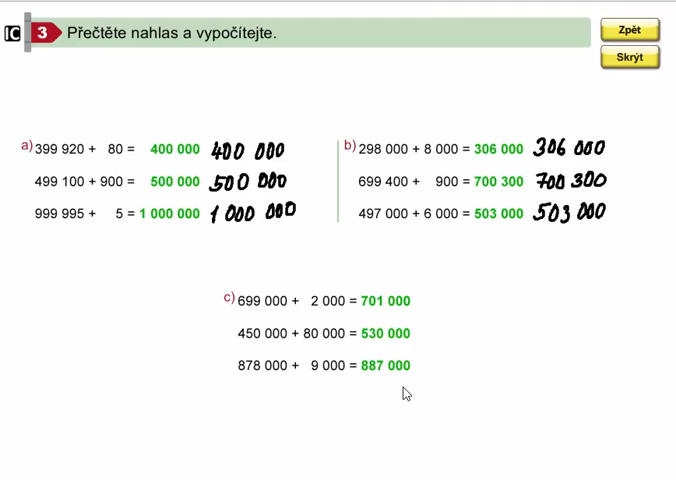 IC 3 Přečtěte nahlas a vypočítejte.
Zpět
Skrýt
a) 399 920 + 80 = 400 000 400 000
499 100 + 900 = 500 000 500 000
999 995 + 5 = 1 000 000 1 000 000
b) 298 000 + 8 000 = 306 000 306 000
699 400 + 900 = 700 300 700 300
497 000 + 6 000 = 503 000 503 000
c) 699 000 + 2 000 = 701 000
450 000 + 80 000 = 530 000
878 000 + 9 000 = 887 000